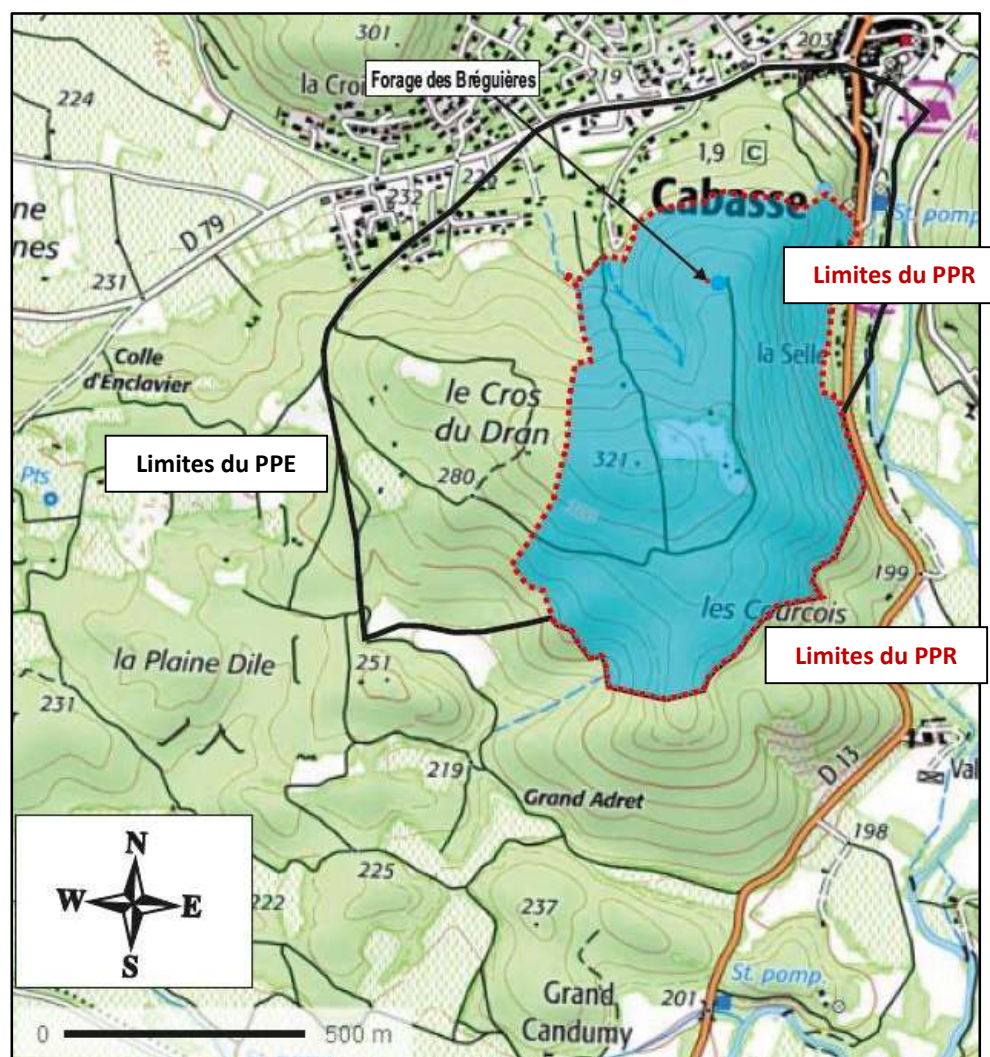 301
203
Forage des Bréguières
la Croi
219
224
1,9 C
Cabasse
232
ne
nes
D 79
St. pomp.
231
Limites du PPR
Colle
d'Enclavier
la Selle
le Cros
du Dran
Limites du PPE
Pts
280
321
199
les Courcois
la Plaine Dile
251
Limites du PPR
231
219
D 13
Val
Grand Adret
198
N
W E
S
225
222
237
St. pomp.
Grand
Candumy
201
0 500 m